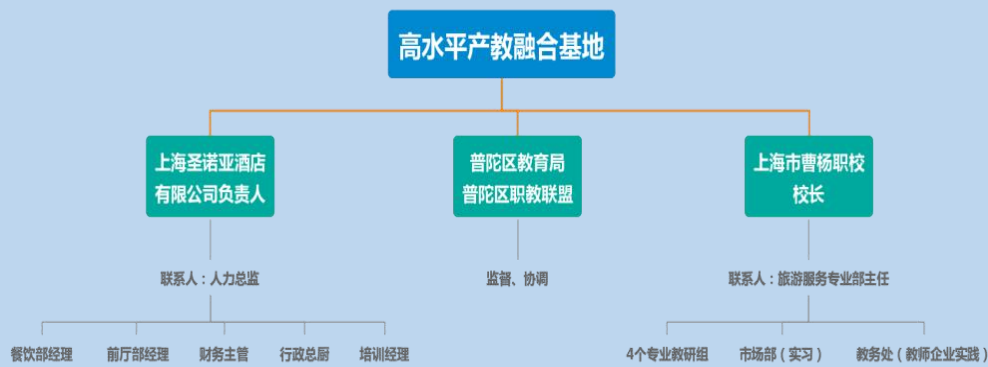 高水平产教融合基地
上海圣诺亚酒店
有限公司负责人
普陀区教育局
普陀区职教联盟
上海市曹杨职校
校长
联系人：人力总监
监督、协调
联系人：旅游服务专业部主任
餐饮部经理
前厅部经理
财务主管
行政总厨
培训经理
4个专业教研组
市场部（实习）
教务处（教师企业实践）